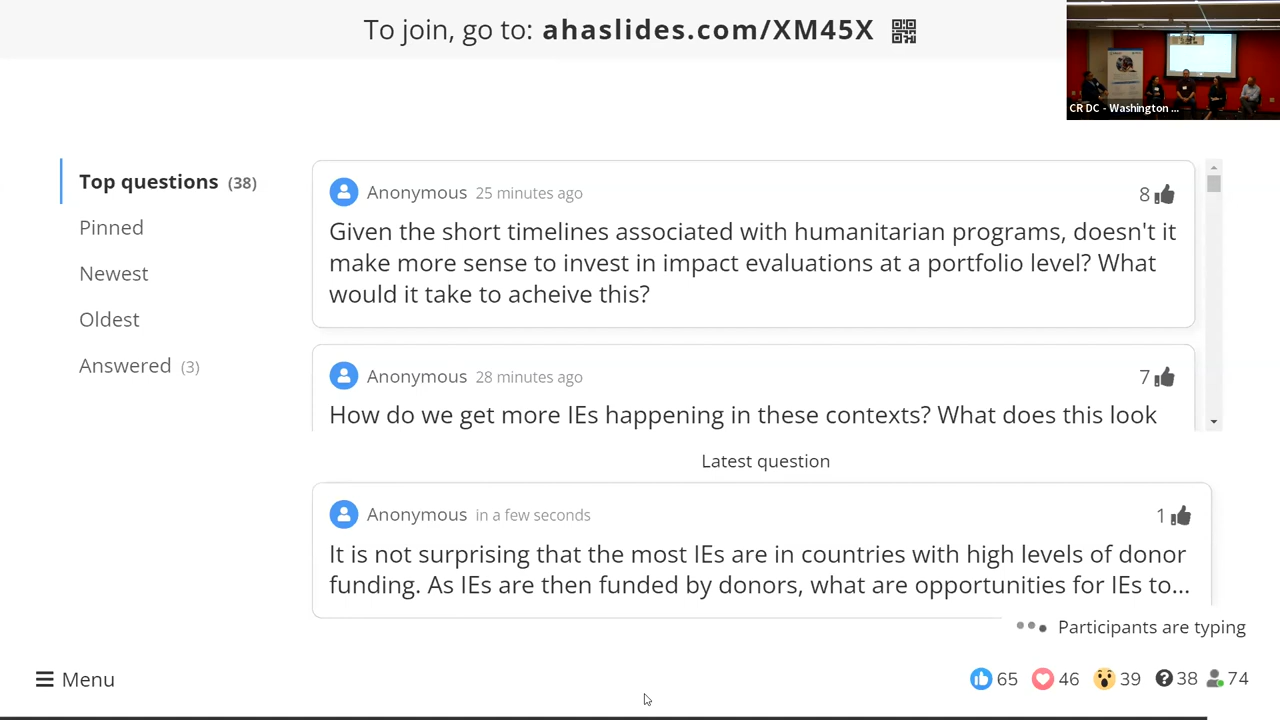 To join, go to: ahaslides.com/XM45X
CR DC - Washington ...
Top questions (38)
Pinned
Newest
Oldest
Answered (3)
Anonymous 25 minutes ago
8
Given the short timelines associated with humanitarian programs, doesn't it
make more sense to invest in impact evaluations at a portfolio level? What
would it take to acheive this?
Anonymous 28 minutes ago
7
How do we get more IEs happening in these contexts? What does this look
Latest question
Anonymous in a few seconds
1
It is not surprising that the most IEs are in countries with high levels of donor
funding. As IEs are then funded by donors, what are opportunities for IEs to...
Participants are typing
Menu
65 46 39 38 74